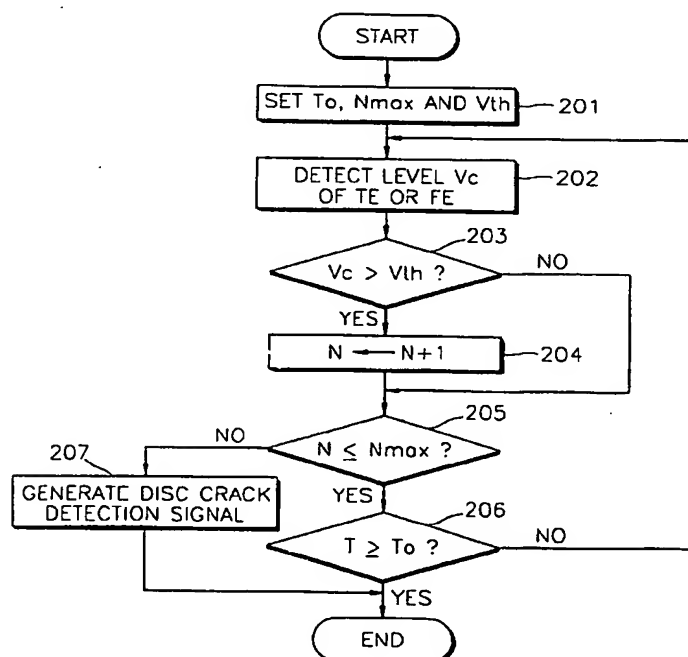 START
SET To, Nmax AND Vth
201
DETECT LEVEL Vc
OF TE OR FE
202
203
Vc > Vth ?
NO
YES
N ← N+1
204
205
N ≤ Nmax ?
NO
207
GENERATE DISC CRACK
DETECTION SIGNAL
YES
206
T ≥ To ?
NO
YES
END